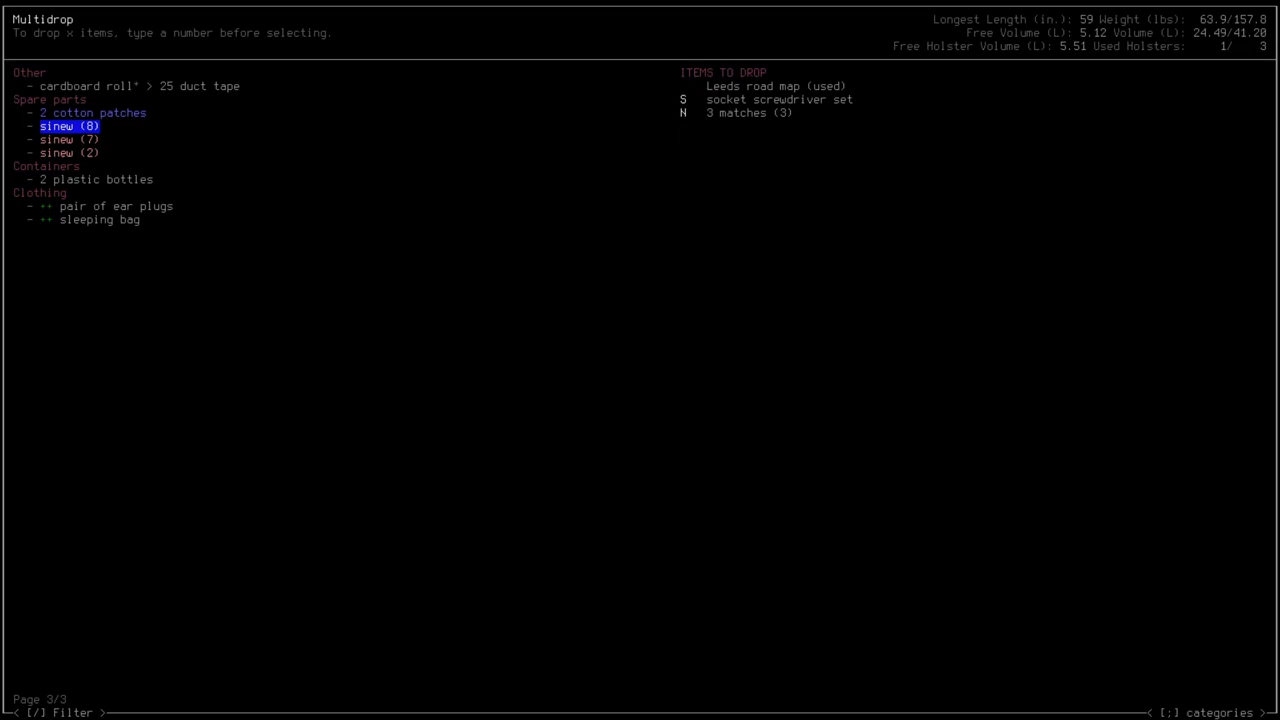 Multidrop
Longest Length (in.): 59 Weight (lbs): 63.9/157.8
To drop x items, type a number before selecting.
Free Volume (L): 5.12 Volume (L): 24.49/41.20
Free Holster Volume (L): 5.51 Used Holsters: 1/ 3
Other
- cardboard roll* > 25 duct tape
Spare parts
- 2 cotton patches
- sinew (8)
- sinew (7)
- sinew (2)
Containers
- 2 plastic bottles
Clothing
- ++ pair of ear plugs
- ++ sleeping bag
ITEMS TO DROP
Leeds road map (used)
S socket screwdriver set
N 3 matches (3)
Page 3/3
< [/] Filter >
< [;] categories >